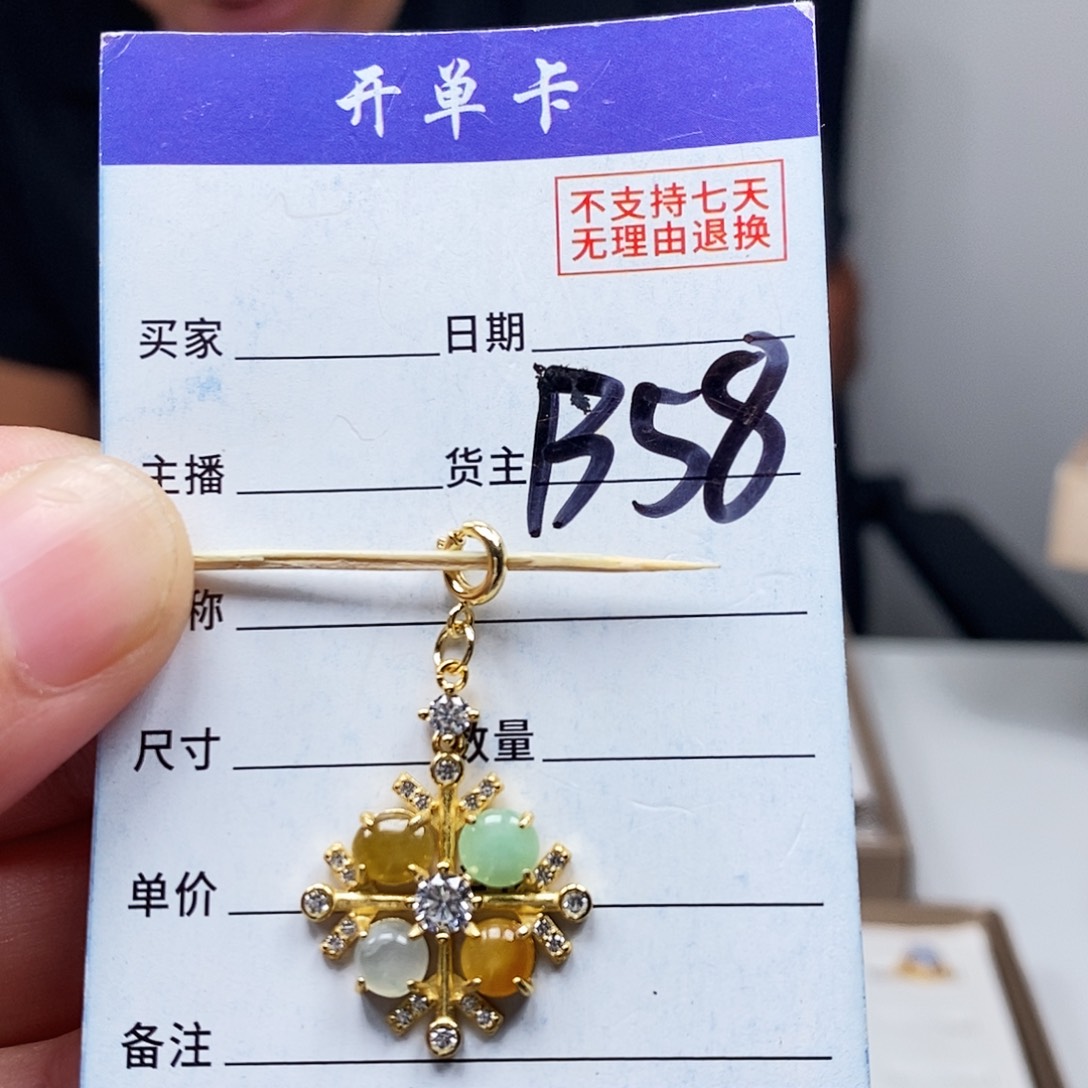 开单卡
不支持七天
无理由退换
买家 日期
B58
主播 货主
称
尺寸 数量
单价
备注